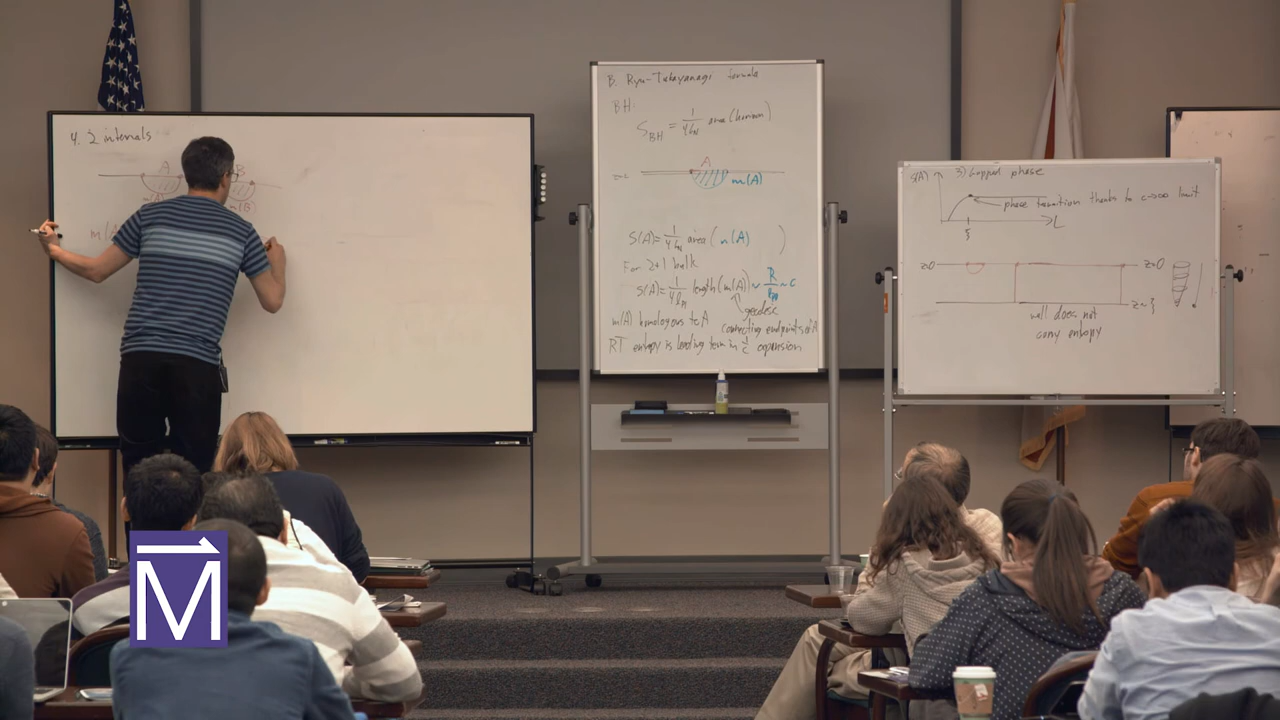 4. 2 intervals
A B
m(A) m(B)
m(A
B. Ryu-Takayanagi formula
BH:
S_BH = 1/4G_N area (horizon)
A
m(A)
S(A) = 1/4G_N area ( m(A) )
For 2+1 bulk
S(A) = 1/4 length (m(A)) ~ R/ ~ c
geodesic
m(A) homologous to A connecting endpoints of A
RT entropy is leading term in 1/c expansion
S(A) 3) Gapped phase
phase transition thanks to c→∞ limit
ξ L
z=0 z=0
z~ξ
wall does not
carry entropy
M